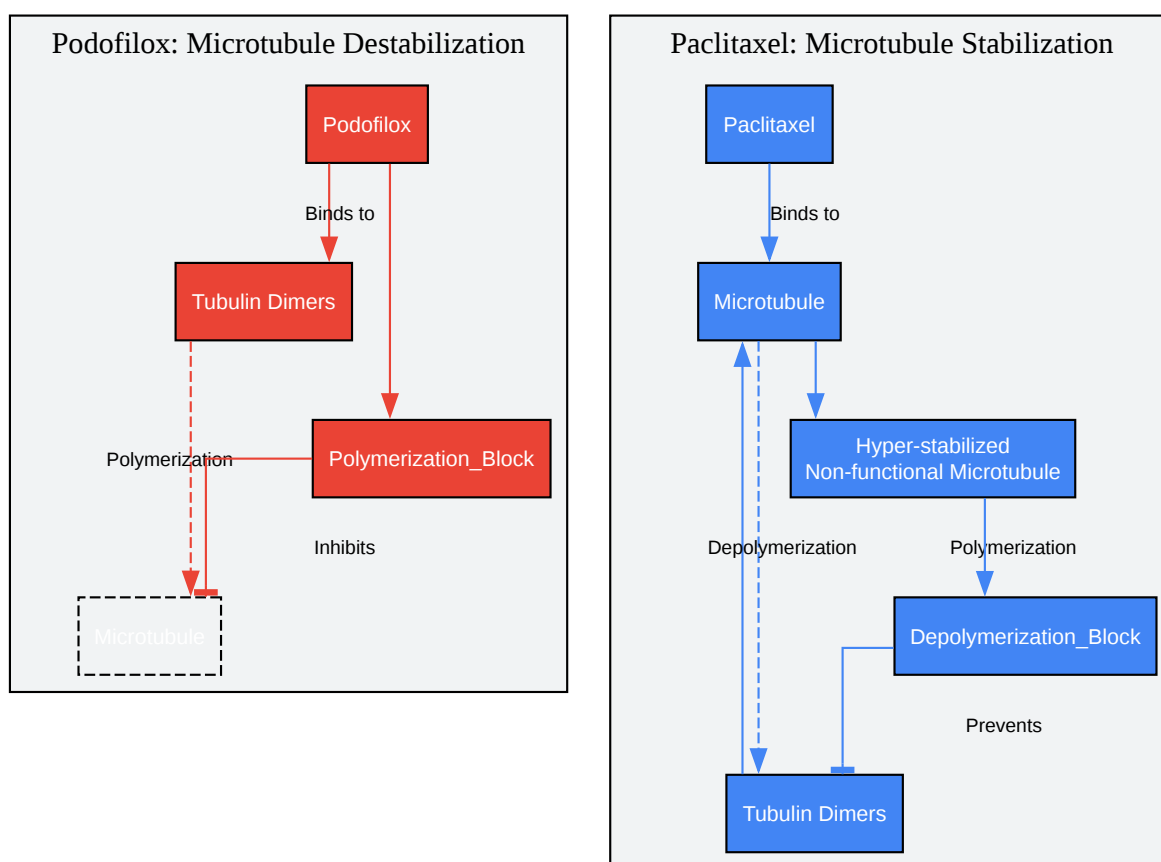 Podofilox: Microtubule Destabilization
Podofilox
Binds to
Tubulin Dimers
Polymerization
Polymerization_Block
Inhibits
Microtubule
Paclitaxel: Microtubule Stabilization
Paclitaxel
Binds to
Microtubule
Hyper-stabilized
Non-functional Microtubule
Depolymerization
Polymerization
Depolymerization_Block
Prevents
Tubulin Dimers